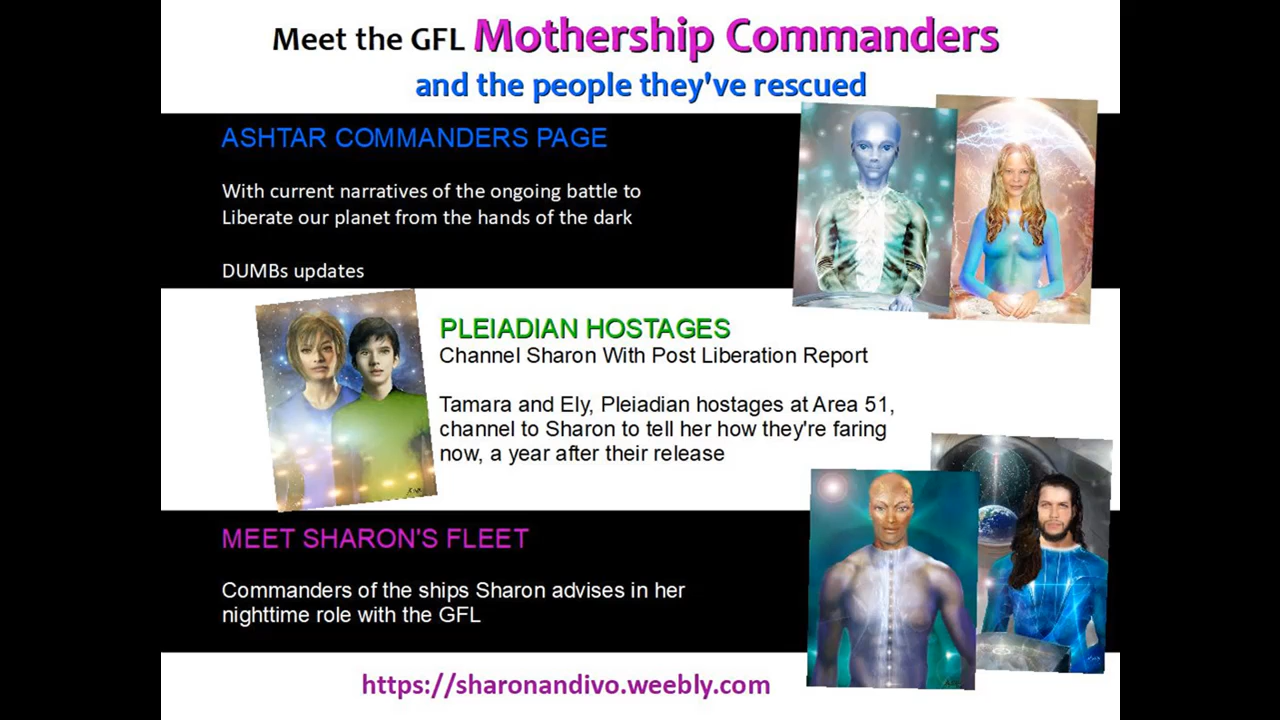 Meet the GFL Mothership Commanders
and the people they've rescued
ASHTAR COMMANDERS PAGE
With current narratives of the ongoing battle to
Liberate our planet from the hands of the dark
DUMBs updates
PLEIADIAN HOSTAGES
Channel Sharon With Post Liberation Report
Tamara and Ely, Pleiadian hostages at Area 51,
channel to Sharon to tell her how they're faring
now, a year after their release
MEET SHARON'S FLEET
Commanders of the ships Sharon advises in her
nighttime role with the GFL
https://sharonandivo.weebly.com